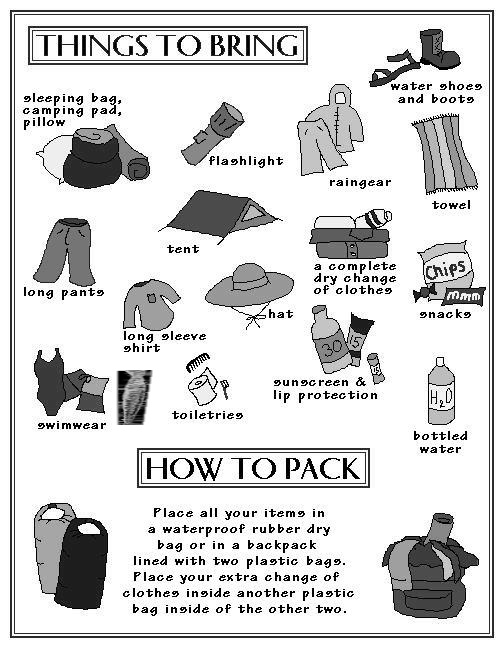 THINGS TO BRING
water shoes
and boots
sleeping bag,
camping pad,
pillow
flashlight
raingear
towel
tent
a complete
dry change
of clothes
long pants
Chips
mmm
snacks
hat
long sleeve
shirt
30
15
15
sunscreen &
lip protection
H2O
swimwear
toiletries
bottled
water
HOW TO PACK
Place all your items in
a waterproof rubber dry
bag or in a backpack
lined with two plastic bags.
Place your extra change of
clothes inside another plastic
bag inside of the other two.